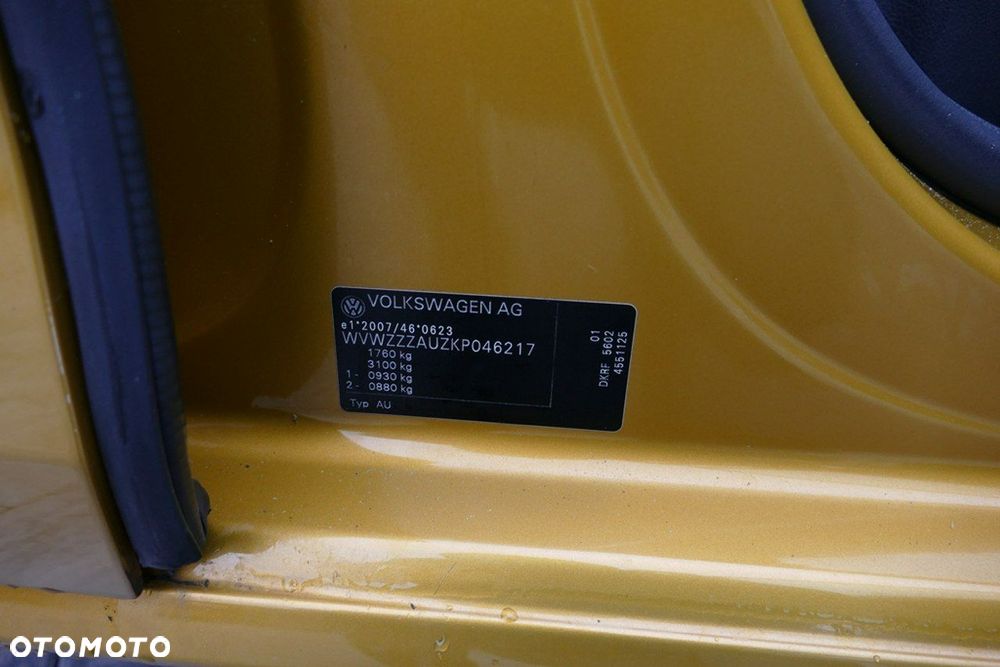 VOLKSWAGEN AG
e1*2007/46*0623
WVWZZZAUZKP046217
1760 kg
3100 kg
1 - 0930 kg
2 - 0880 kg
Typ AU
01
DKRF 5602
4551125
OTOMOTO